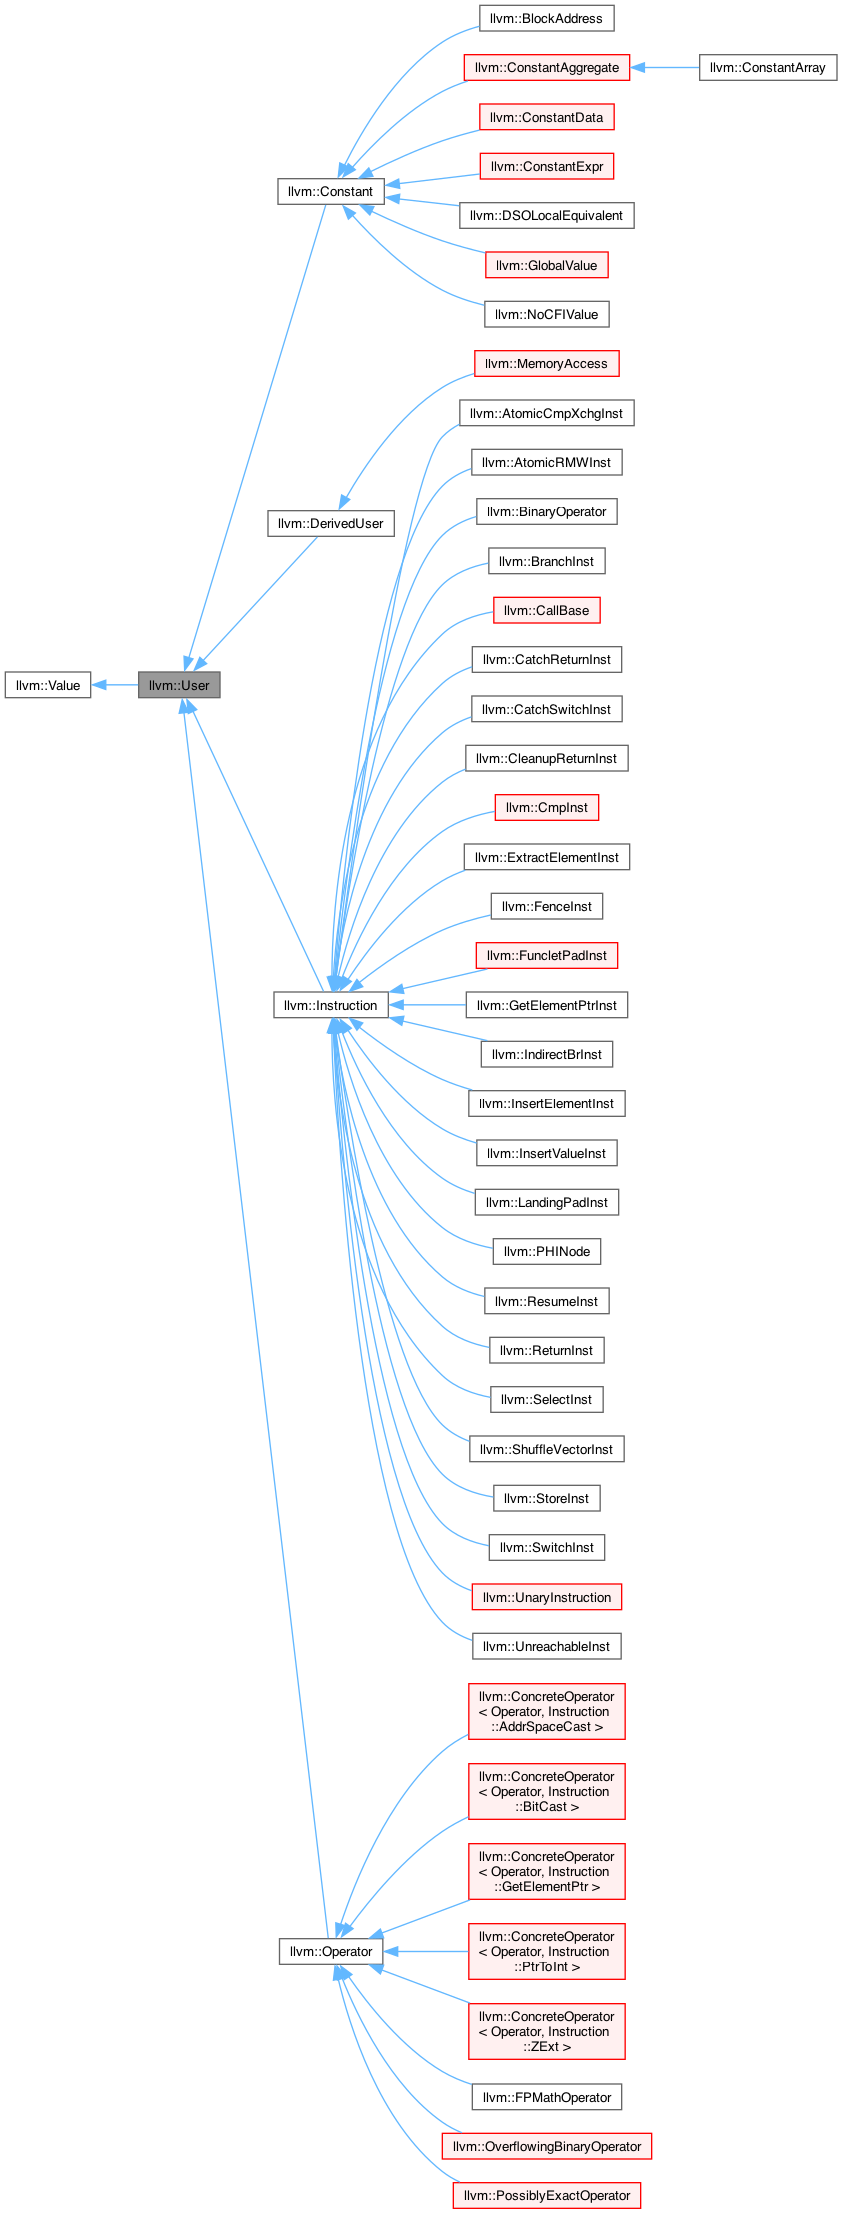 llvm::BlockAddress
llvm::ConstantAggregate
llvm::ConstantArray
llvm::ConstantData
llvm::ConstantExpr
llvm::Constant
llvm::DSOLocalEquivalent
llvm::GlobalValue
llvm::NoCFIValue
llvm::MemoryAccess
llvm::AtomicCmpXchgInst
llvm::AtomicRMWInst
llvm::BinaryOperator
llvm::DerivedUser
llvm::BranchInst
llvm::CallBase
llvm::CatchReturnInst
llvm::Value
llvm::User
llvm::CatchSwitchInst
llvm::CleanupReturnInst
llvm::CmpInst
llvm::ExtractElementInst
llvm::FenceInst
llvm::FuncletPadInst
llvm::Instruction
llvm::GetElementPtrInst
llvm::IndirectBrInst
llvm::InsertElementInst
llvm::InsertValueInst
llvm::LandingPadInst
llvm::PHINode
llvm::ResumeInst
llvm::ReturnInst
llvm::SelectInst
llvm::ShuffleVectorInst
llvm::StoreInst
llvm::SwitchInst
llvm::UnaryInstruction
llvm::UnreachableInst
llvm::ConcreteOperator
< Operator, Instruction
::AddrSpaceCast >
llvm::ConcreteOperator
< Operator, Instruction
::BitCast >
llvm::ConcreteOperator
< Operator, Instruction
::GetElementPtr >
llvm::Operator
llvm::ConcreteOperator
< Operator, Instruction
::PtrToInt >
llvm::ConcreteOperator
< Operator, Instruction
::ZExt >
llvm::FPMathOperator
llvm::OverflowingBinaryOperator
llvm::PossiblyExactOperator